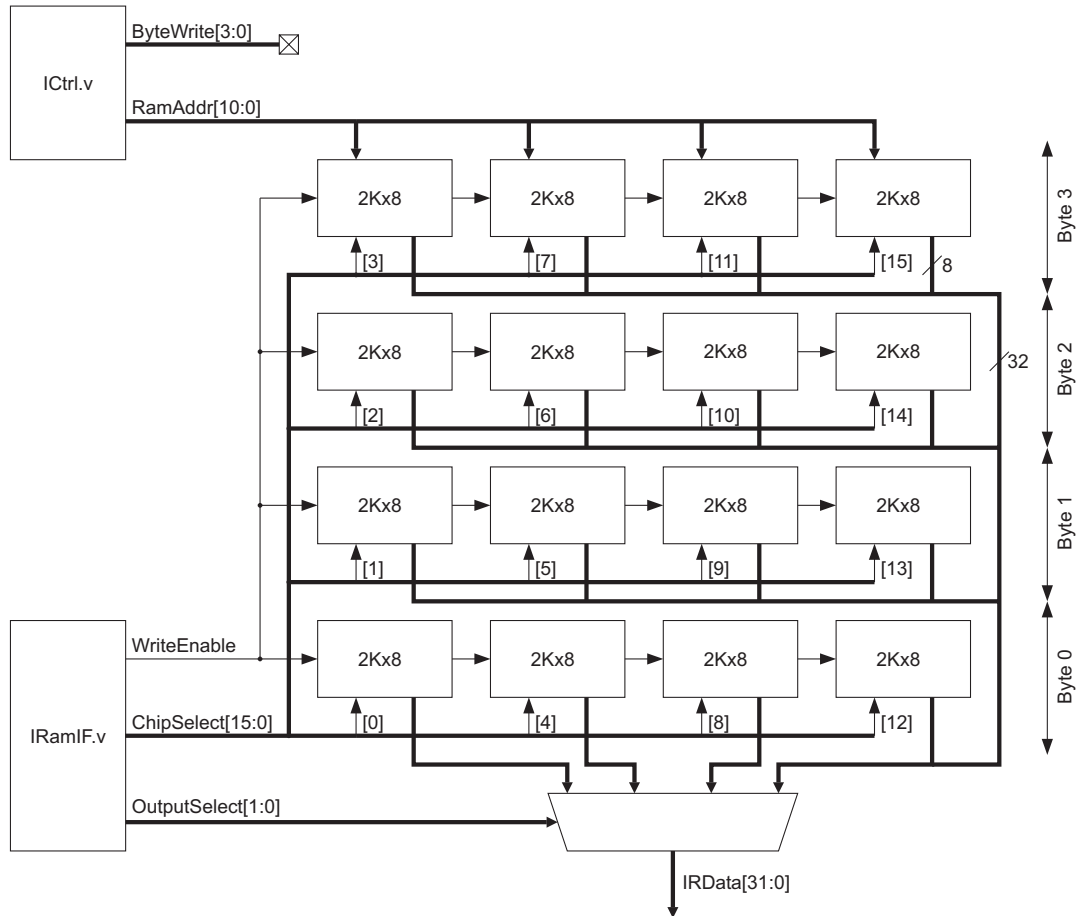 ByteWrite[3:0]
ICtrl.v
RamAddr[10:0]
2Kx8 2Kx8 2Kx8 2Kx8
Byte 3
[3] [7] [11] [15] 8
2Kx8 2Kx8 2Kx8 2Kx8
Byte 2
32
[2] [6] [10] [14]
2Kx8 2Kx8 2Kx8 2Kx8
Byte 1
[1] [5] [9] [13]
WriteEnable
2Kx8 2Kx8 2Kx8 2Kx8
Byte 0
ChipSelect[15:0] [0] [4] [8] [12]
IRamIF.v
OutputSelect[1:0]
IRData[31:0]